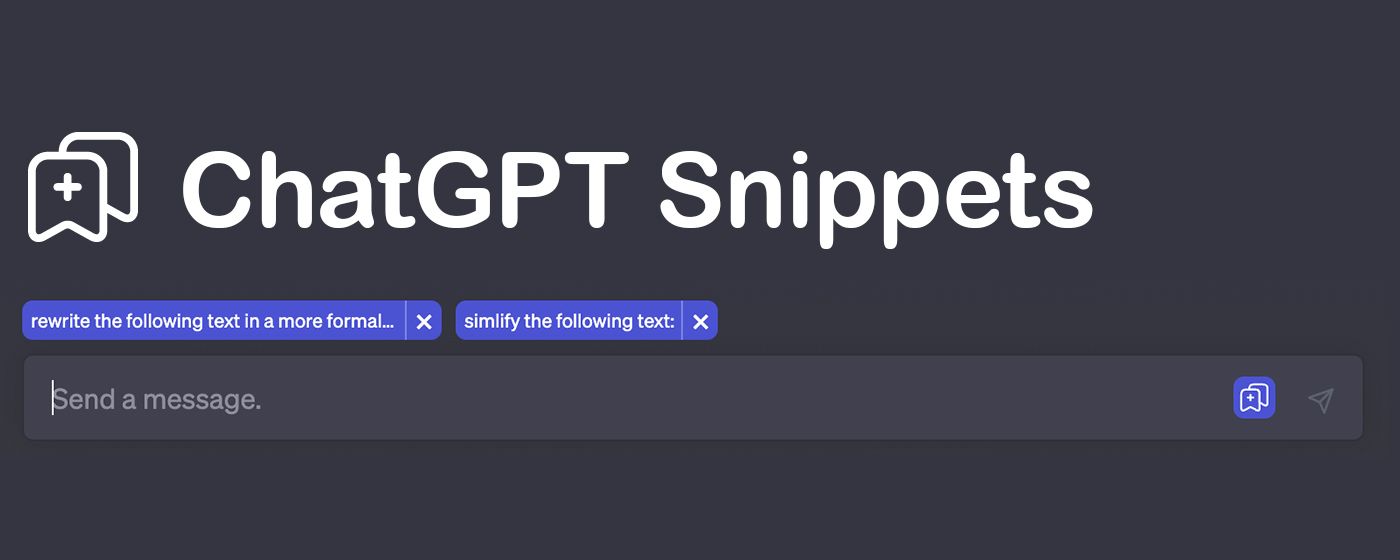 ChatGPT Snippets
rewrite the following text in a more formal... simlify the following text:
Send a message.